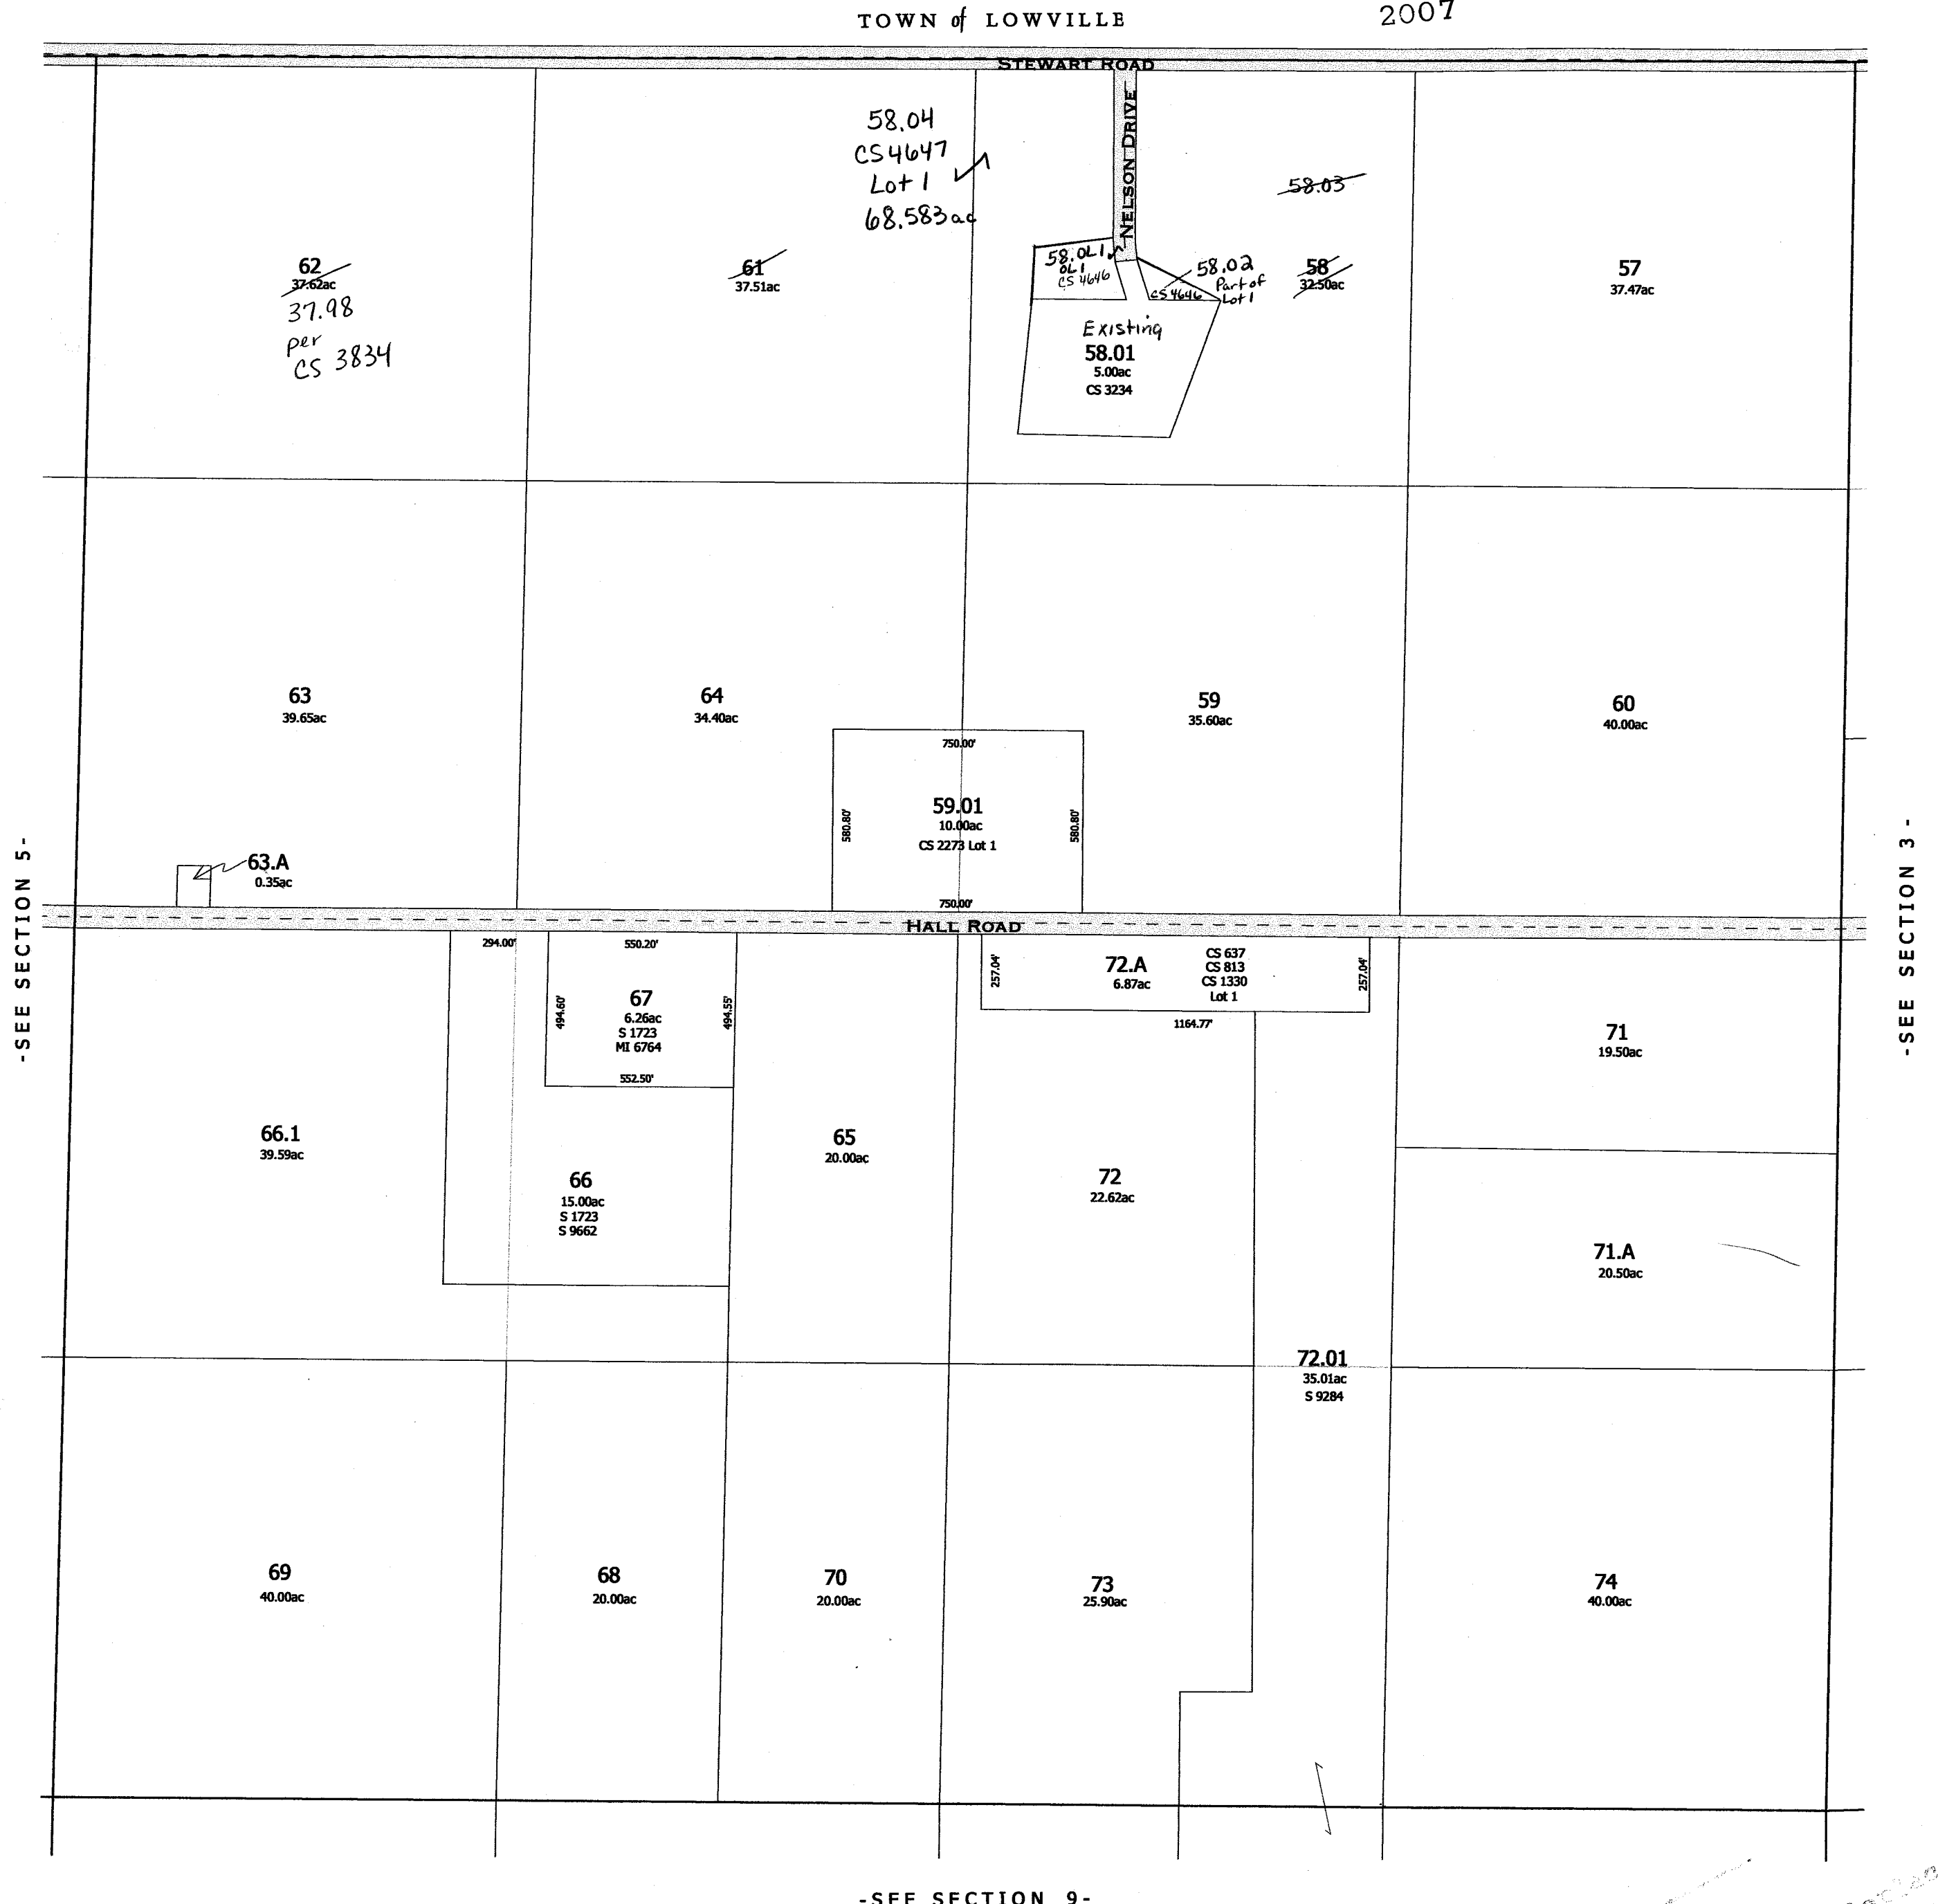 TOWN of LOWVILLE
2007
STEWART ROAD
NELSON DRIVE
58.04
CS 4647
Lot 1
68.583ac
58.03
62
37.62ac
37.98
per
CS 3834
61
37.51ac
58.OL1
OL1
CS 4646
58.02
Part of
Lot 1
CS 4646
58
32.50ac
57
37.47ac
Existing
58.01
5.00ac
CS 3234
63
39.65ac
64
34.40ac
59
35.60ac
60
40.00ac
750.00'
580.80'
59.01
10.00ac
CS 2273 Lot 1
580.80'
750.00'
63.A
0.35ac
-SEE SECTION 5-
-SEE SECTION 3-
HALL ROAD
294.00'
550.20'
494.60'
67
6.26ac
S 1723
MI 6764
494.55'
552.50'
257.04'
72.A
6.87ac
CS 637
CS 813
CS 1330
Lot 1
257.04'
1164.77'
71
19.50ac
66.1
39.59ac
66
15.00ac
S 1723
S 9662
65
20.00ac
72
22.62ac
71.A
20.50ac
72.01
35.01ac
S 9284
69
40.00ac
68
20.00ac
70
20.00ac
73
25.90ac
74
40.00ac
-SEE SECTION 9-